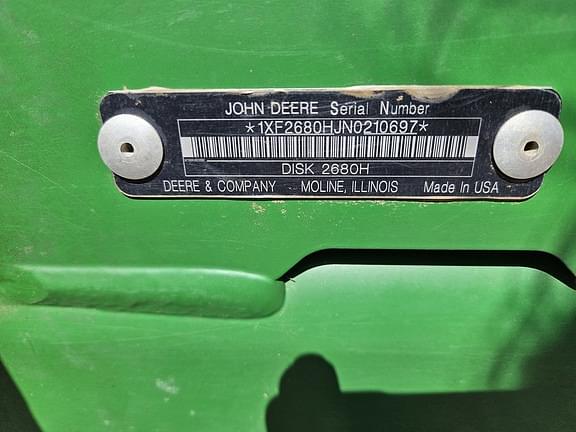 JOHN DEERE Serial Number
*1XF2680HJN0210697*
DISK 2680H
DEERE & COMPANY MOLINE, ILLINOIS Made In USA